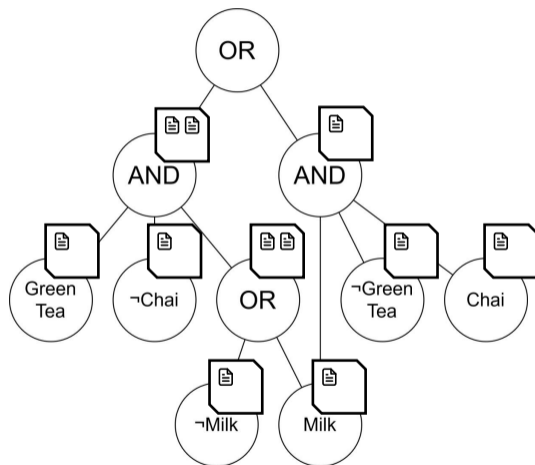 OR
AND
AND
Green
Tea
¬Chai
OR
¬Green
Tea
Chai
¬Milk
Milk